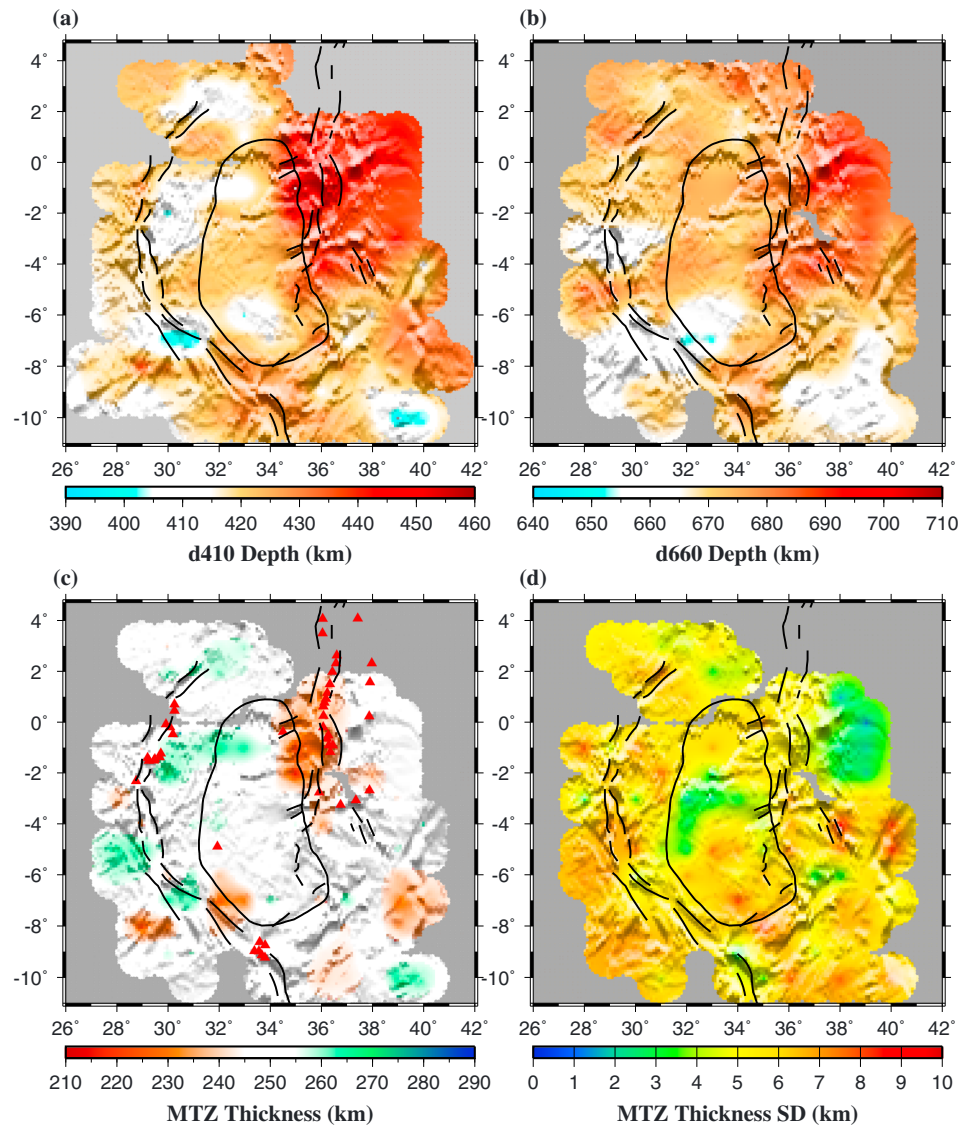 (a)
4˚
2˚
0˚
-2˚
-4˚
-6˚
-8˚
-10˚
26˚ 28˚ 30˚ 32˚ 34˚ 36˚ 38˚ 40˚ 42˚
390 400 410 420 430 440 450 460
d410 Depth (km)
(b)
4˚
2˚
0˚
-2˚
-4˚
-6˚
-8˚
-10˚
26˚ 28˚ 30˚ 32˚ 34˚ 36˚ 38˚ 40˚ 42˚
640 650 660 670 680 690 700 710
d660 Depth (km)
(c)
4˚
2˚
0˚
-2˚
-4˚
-6˚
-8˚
-10˚
26˚ 28˚ 30˚ 32˚ 34˚ 36˚ 38˚ 40˚ 42˚
210 220 230 240 250 260 270 280 290
MTZ Thickness (km)
(d)
4˚
2˚
0˚
-2˚
-4˚
-6˚
-8˚
-10˚
26˚ 28˚ 30˚ 32˚ 34˚ 36˚ 38˚ 40˚ 42˚
0 1 2 3 4 5 6 7 8 9 10
MTZ Thickness SD (km)